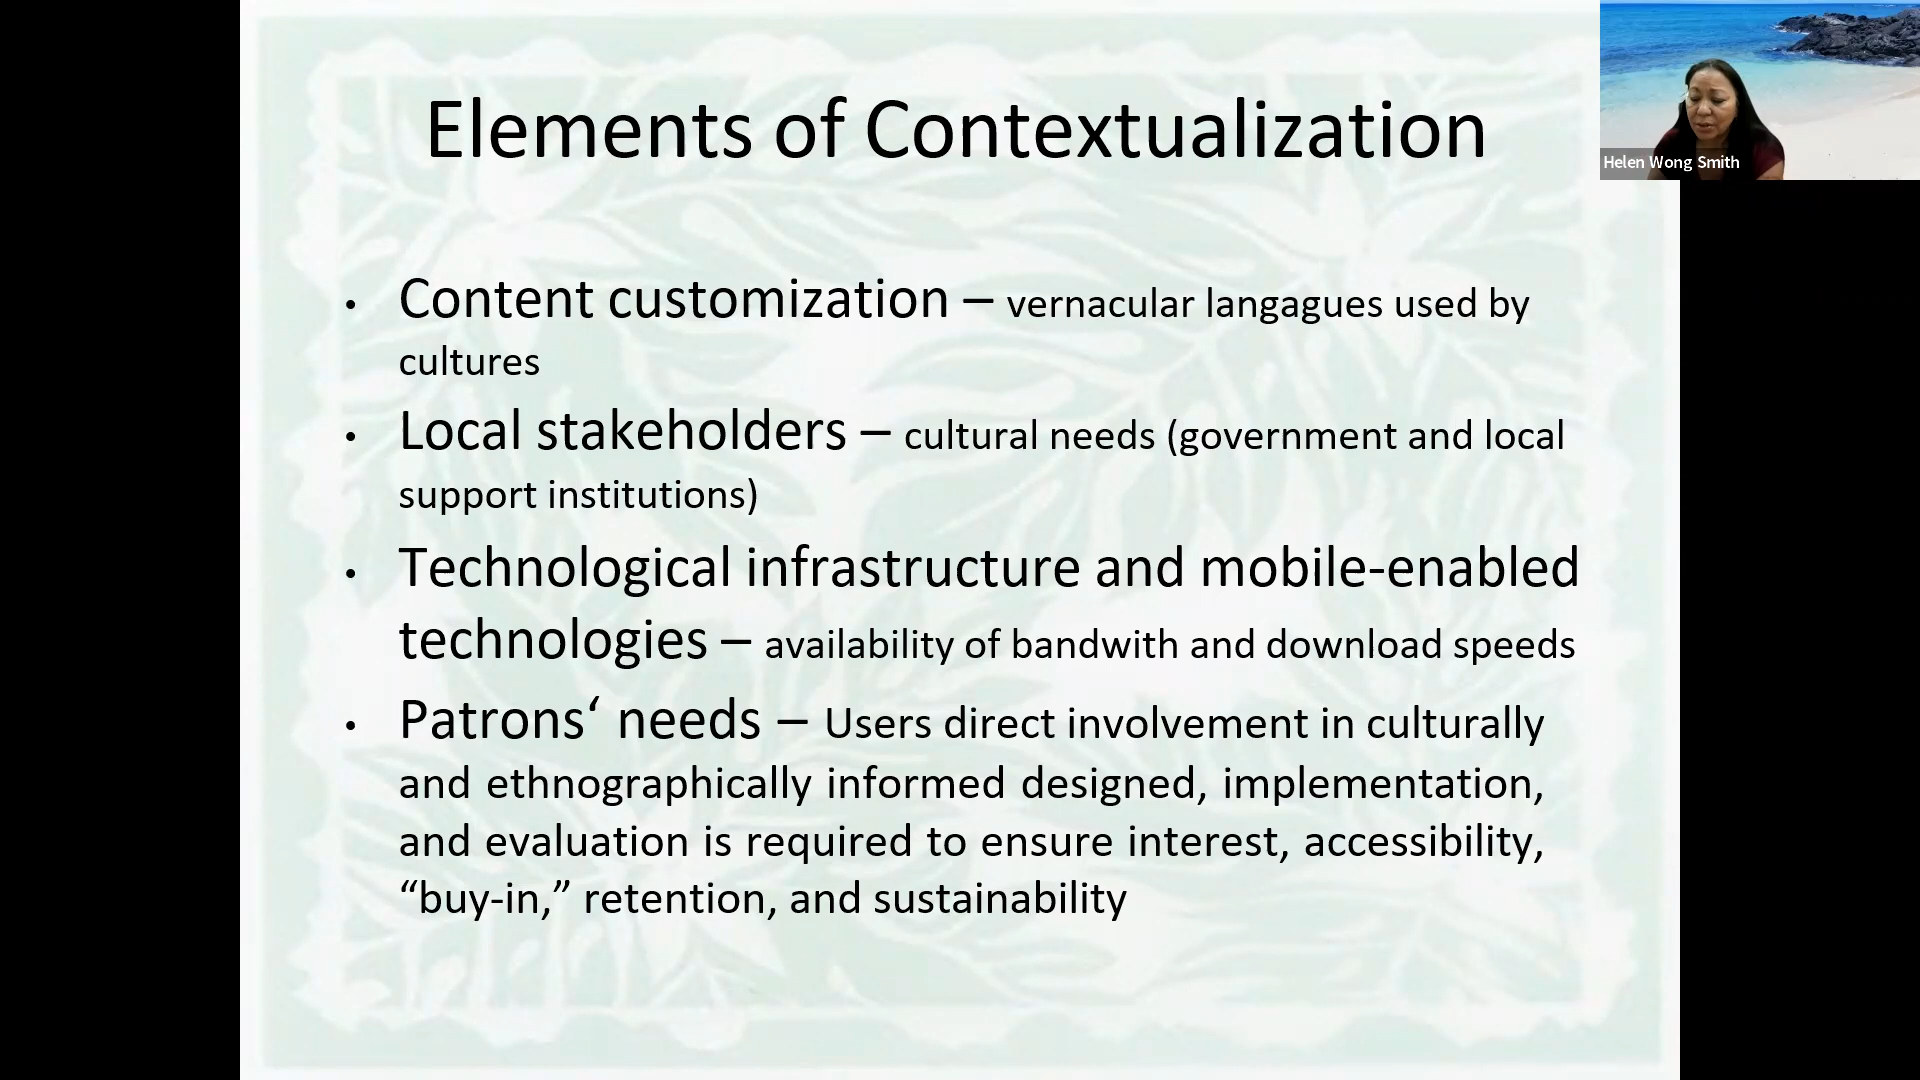 Elements of Contextualization
Helen Wong Smith
• Content customization – vernacular langagues used by
cultures
• Local stakeholders – cultural needs (government and local
support institutions)
• Technological infrastructure and mobile-enabled
technologies – availability of bandwith and download speeds
• Patrons‘ needs – Users direct involvement in culturally
and ethnographically informed designed, implementation,
and evaluation is required to ensure interest, accessibility,
“buy-in,” retention, and sustainability